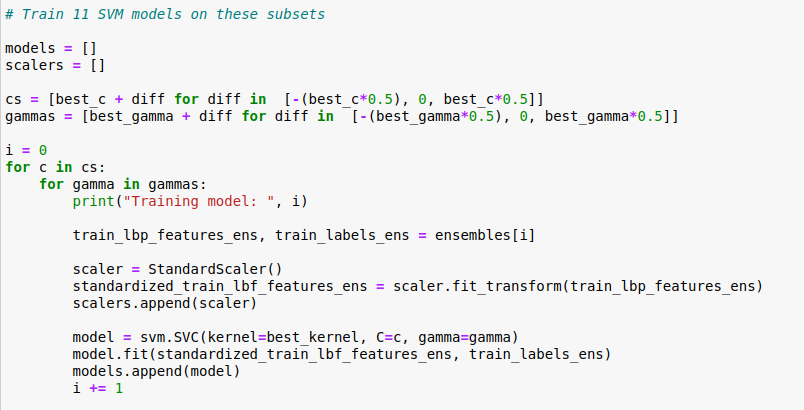 # Train 11 SVM models on these subsets
models = []
scalers = []
cs = [best_c + diff for diff in  [-(best_c*0.5), 0, best_c*0.5]]
gammas = [best_gamma + diff for diff in  [-(best_gamma*0.5), 0, best_gamma*0.5]]
i = 0
for c in cs:
    for gamma in gammas:
        print("Training model: ", i)
        train_lbp_features_ens, train_labels_ens = ensembles[i]
        scaler = StandardScaler()
        standardized_train_lbf_features_ens = scaler.fit_transform(train_lbp_features_ens)
        scalers.append(scaler)
        model = svm.SVC(kernel=best_kernel, C=c, gamma=gamma)
        model.fit(standardized_train_lbf_features_ens, train_labels_ens)
        models.append(model)
        i += 1